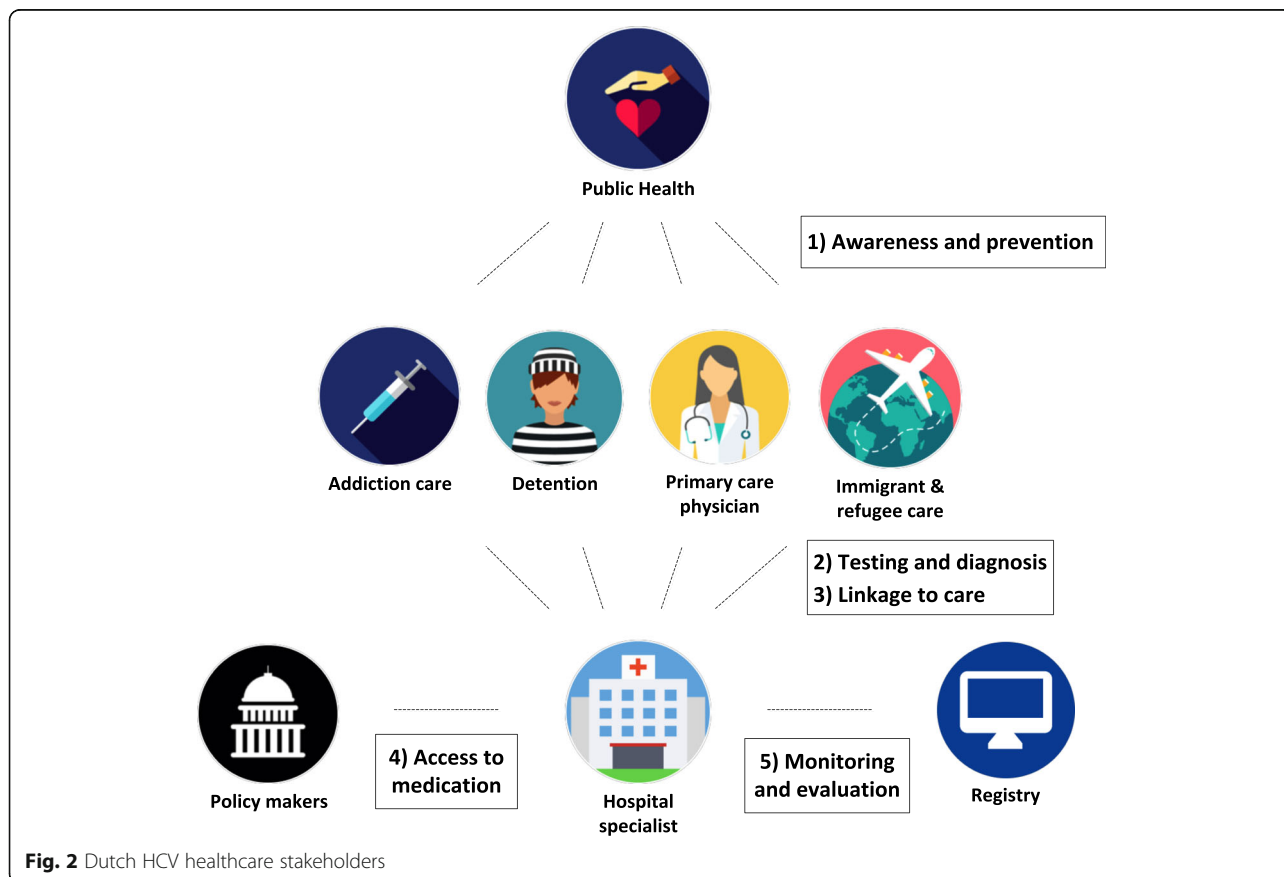 Public Health
1) Awareness and prevention
Addiction care
Detention
Primary care
physician
Immigrant &
refugee care
2) Testing and diagnosis
3) Linkage to care
Policy makers
4) Access to
medication
Hospital
specialist
5) Monitoring
and evaluation
Registry
Fig. 2 Dutch HCV healthcare stakeholders